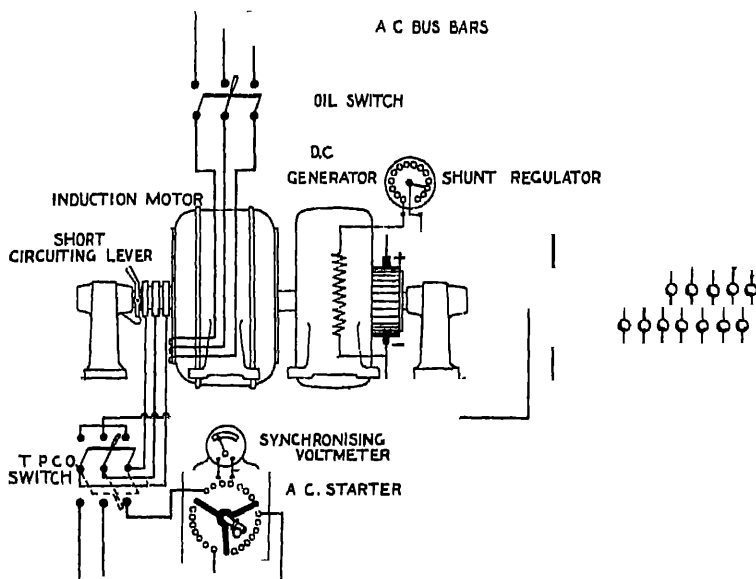 A C BUS BARS
OIL SWITCH
D.C
GENERATOR
SHUNT REGULATOR
INDUCTION MOTOR
SHORT
CIRCUITING LEVER
+
–
SYNCHRONISING
VOLTMETER
T P C O
SWITCH
A C. STARTER